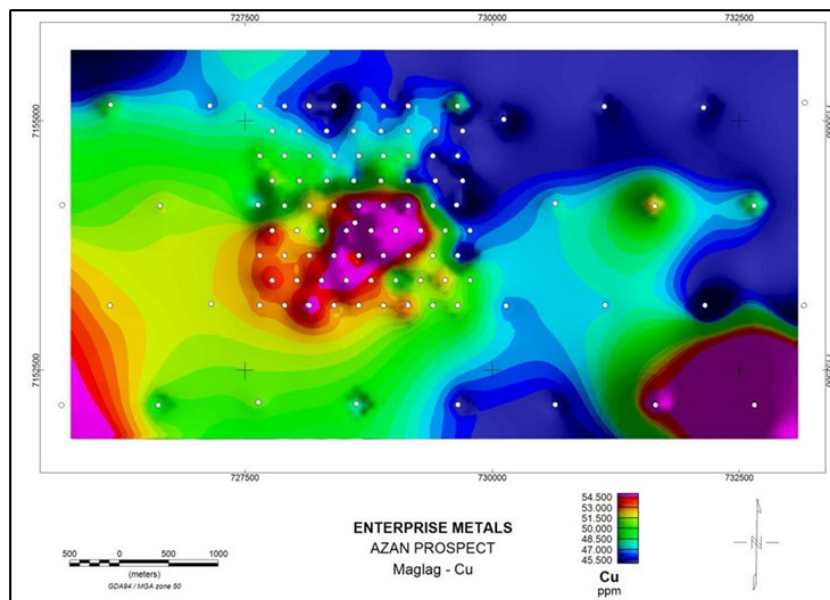 727500 730000 732500
7155000
7152500
727500 730000 732500
54.500
53.000
51.500
50.000
48.500
47.000
45.500
Cu
ppm
ENTERPRISE METALS
AZAN PROSPECT
Maglag - Cu
500 0 500 1000
(meters)
GDA94 / MGA zone 50
N